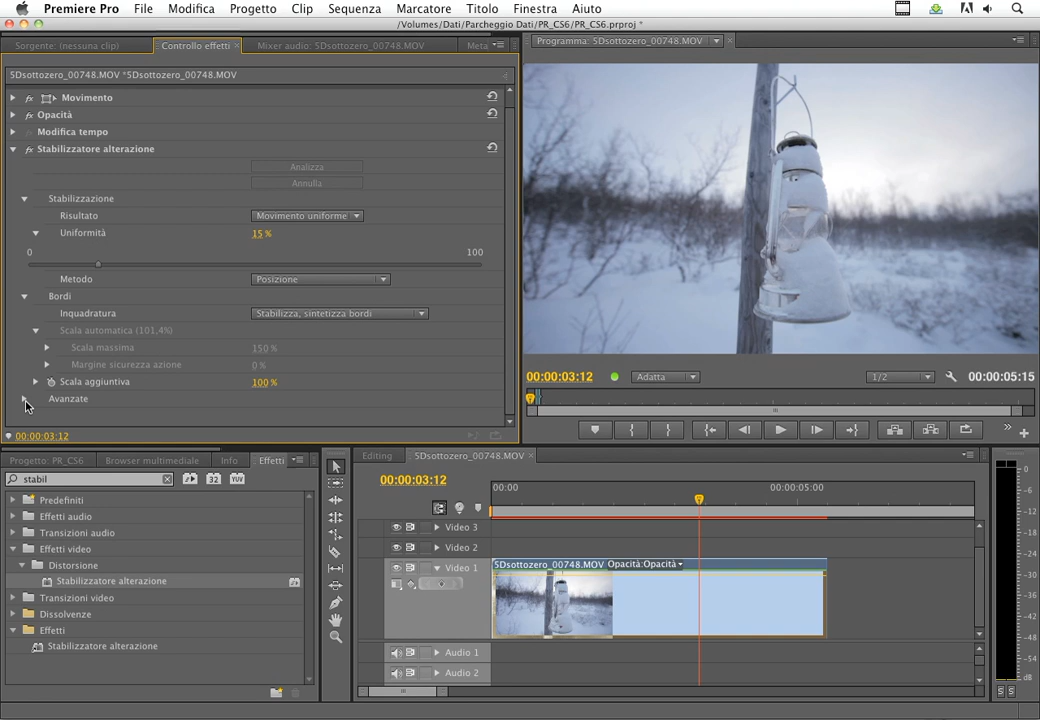 Premiere Pro File Modifica Progetto Clip Sequenza Marcatore Titolo Finestra Aiuto
/Volumes/Dati/Parcheggio Dati/PR_CS6/PR_CS6.prproj *
Sorgente: (nessuna clip) Controllo effetti Mixer audio: 5Dsottozero_00748.MOV Meta
5Dsottozero_00748.MOV *5Dsottozero_00748.MOV
fx Movimento
fx Opacità
Modifica tempo
fx Stabilizzatore alterazione
Analizza
Annulla
Stabilizzazione
Risultato Movimento uniforme
Uniformità 15 %
0 100
Metodo Posizione
Bordi
Inquadratura Stabilizza, sintetizza bordi
Scala automatica (101,4%)
Scala massima 150 %
Margine sicurezza azione 0 %
Scala aggiuntiva 100 %
Avanzate
00:00:03:12
Programma: 5Dsottozero_00748.MOV
00:00:03:12 Adatta 1/2 00:00:05:15
Progetto: PR_CS6 Browser multimediale Info Effetti
stabil 32 YUV
Predefiniti
Effetti audio
Transizioni audio
Effetti video
Distorsione
Stabilizzatore alterazione
Transizioni video
Dissolvenze
Effetti
Stabilizzatore alterazione
Editing 5Dsottozero_00748.MOV
00:00:03:12 00:00 00:00:05:00
Video 3
Video 2
Video 1 5Dsottozero_00748.MOV Opacità:Opacità
Audio 1
Audio 2
0
-6
-12
-18
-24
-30
-36
-42
-48
-54
dB
S S